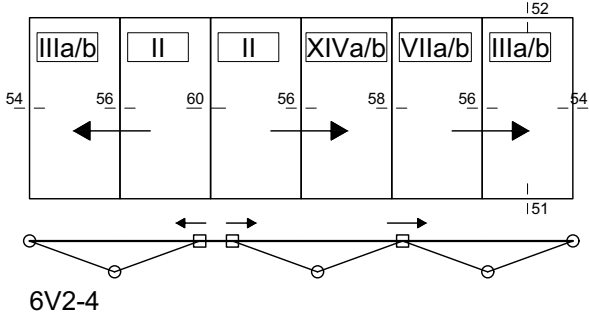 52
IIIa/b II II XIVa/b VIIa/b IIIa/b
54 56 60 56 58 56 54
51
6V2-4